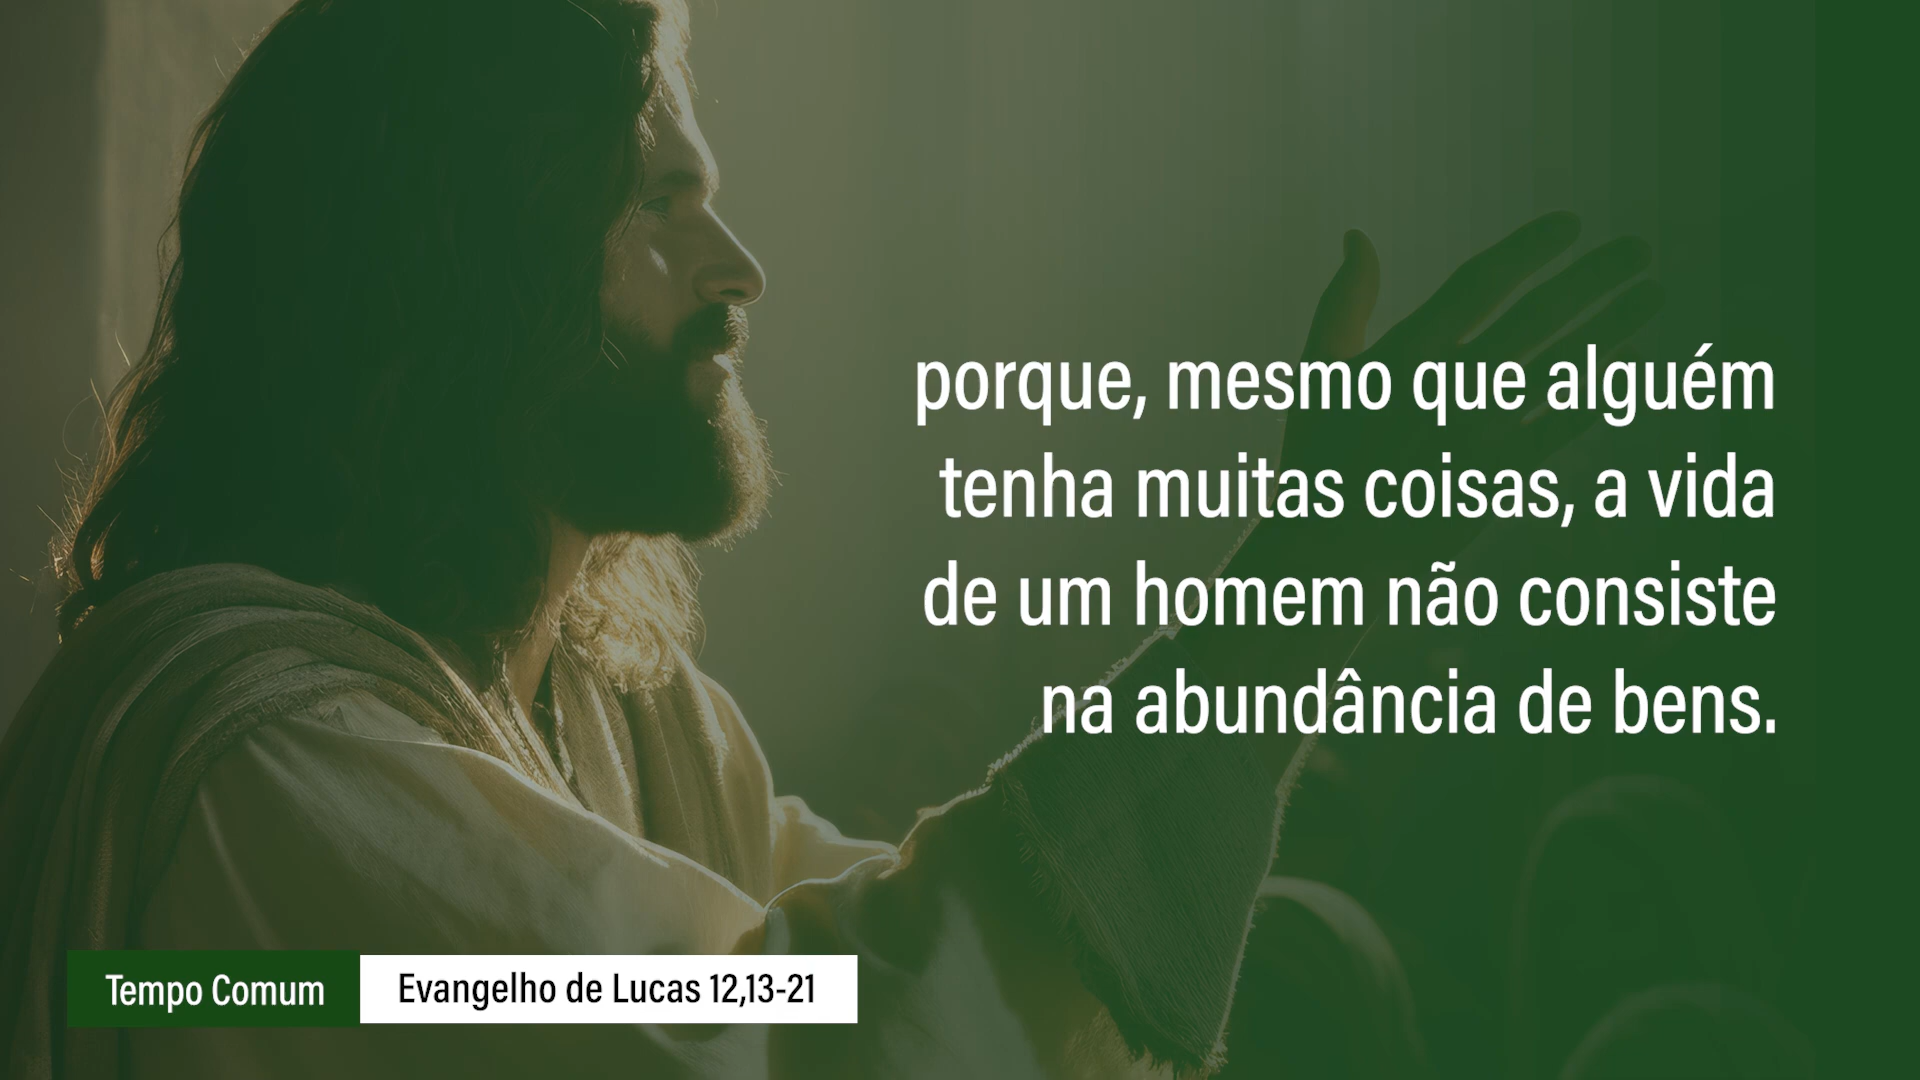 porque, mesmo que alguém
tenha muitas coisas, a vida
de um homem não consiste
na abundância de bens.
Tempo Comum
Evangelho de Lucas 12,13-21